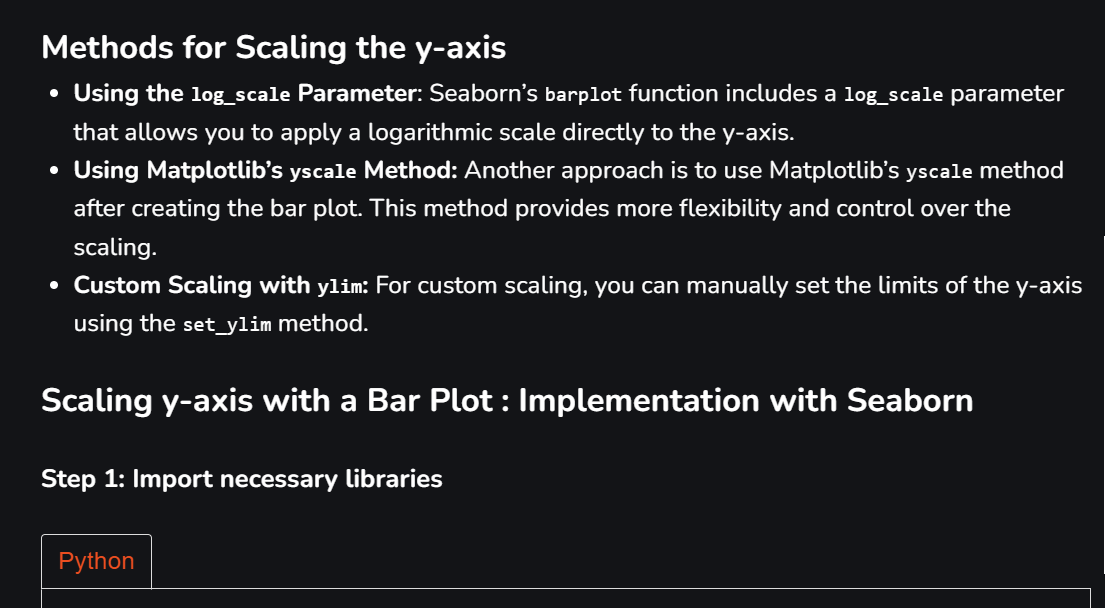 Methods for Scaling the y-axis
• Using the log_scale Parameter: Seaborn’s barplot function includes a log_scale parameter
that allows you to apply a logarithmic scale directly to the y-axis.
• Using Matplotlib’s yscale Method: Another approach is to use Matplotlib’s yscale method
after creating the bar plot. This method provides more flexibility and control over the
scaling.
• Custom Scaling with ylim: For custom scaling, you can manually set the limits of the y-axis
using the set_ylim method.
Scaling y-axis with a Bar Plot : Implementation with Seaborn
Step 1: Import necessary libraries
Python